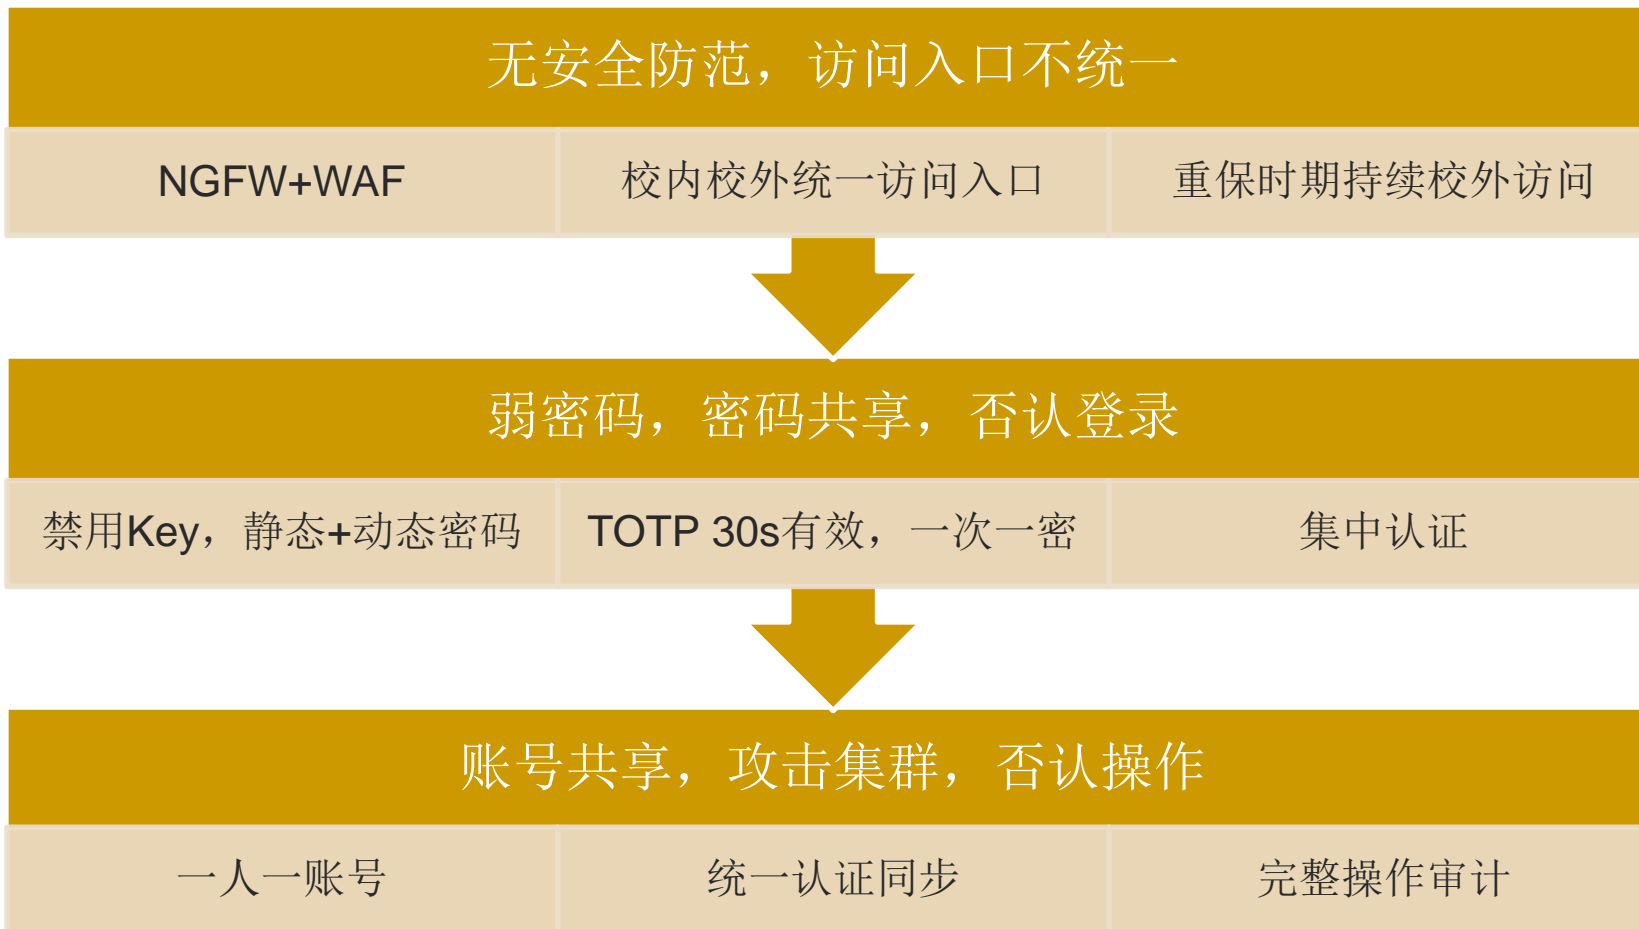 无安全防范，访问入口不统一
NGFW+WAF
校内校外统一访问入口
重保时期持续校外访问
弱密码，密码共享，否认登录
禁用Key，静态+动态密码
TOTP 30s有效，一次一密
集中认证
账号共享，攻击集群，否认操作
一人一账号
统一认证同步
完整操作审计